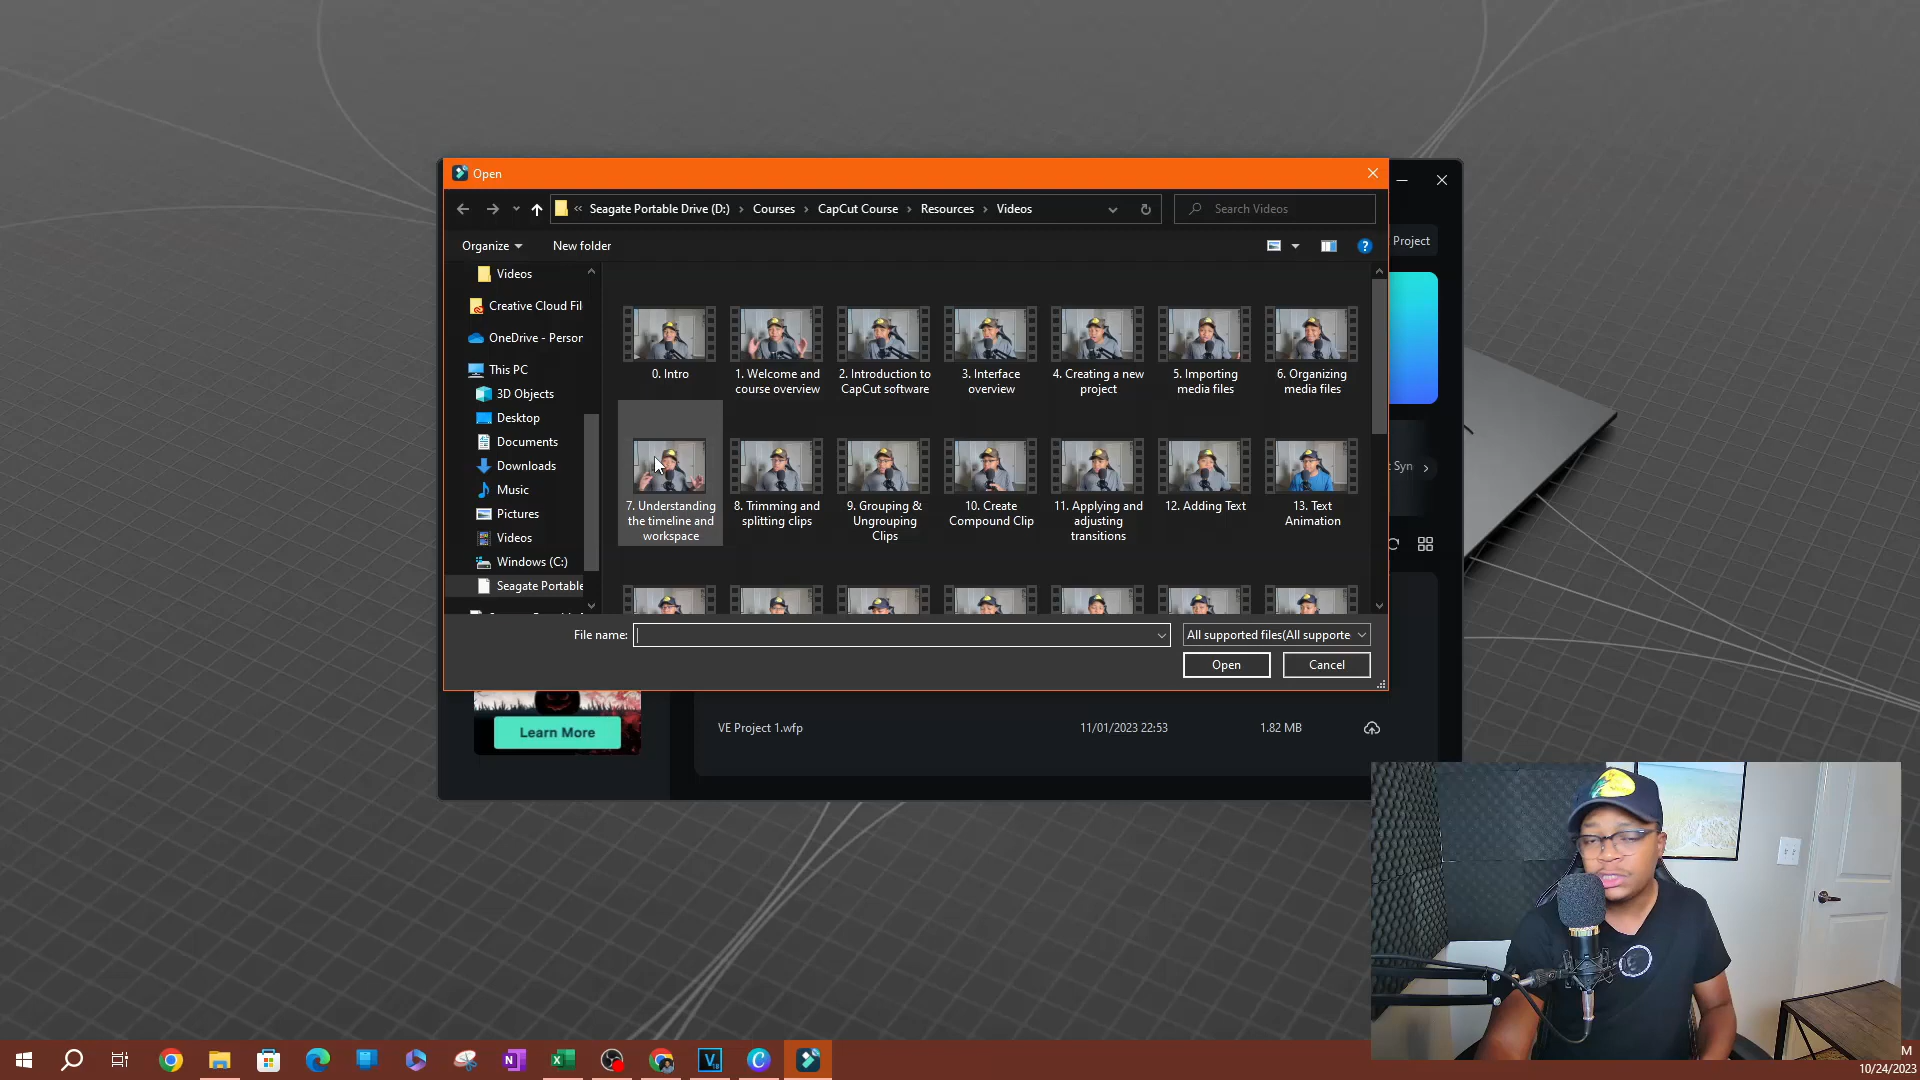 Open
Seagate Portable Drive (D:) › Courses › CapCut Course › Resources › Videos
Search Videos
Organize
New folder
Project
Videos
Creative Cloud Fil
OneDrive - Person
This PC
3D Objects
Desktop
Documents
Downloads
Music
Pictures
Videos
Windows (C:)
Seagate Portable
0. Intro
1. Welcome and
course overview
2. Introduction to
CapCut software
3. Interface
overview
4. Creating a new
project
5. Importing
media files
6. Organizing
media files
7. Understanding
the timeline and
workspace
8. Trimming and
splitting clips
9. Grouping &
Ungrouping
Clips
10. Create
Compound Clip
11. Applying and
adjusting
transitions
12. Adding Text
13. Text
Animation
Syn
File name:
All supported files(All supporte
Open
Cancel
Learn More
VE Project 1.wfp
11/01/2023 22:53
1.82 MB
M
10/24/2023